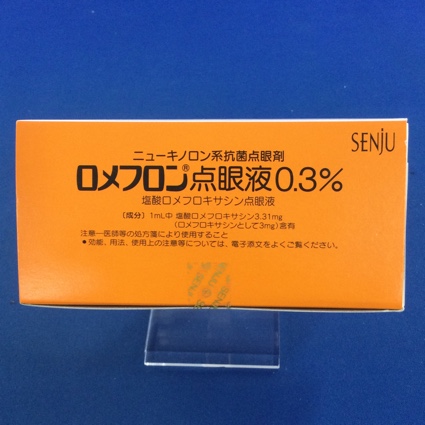 SENJU
ニューキノロン系抗菌点眼剤
ロメフロン®点眼液0.3%
塩酸ロメフロキサシン点眼液
〔成分〕1mL中 塩酸ロメフロキサシン3.31mg
(ロメフロキサシンとして3mg)含有
注意－医師等の処方箋により使用すること
● 効能、用法、使用上の注意等については、電子添文をよくご覧ください。